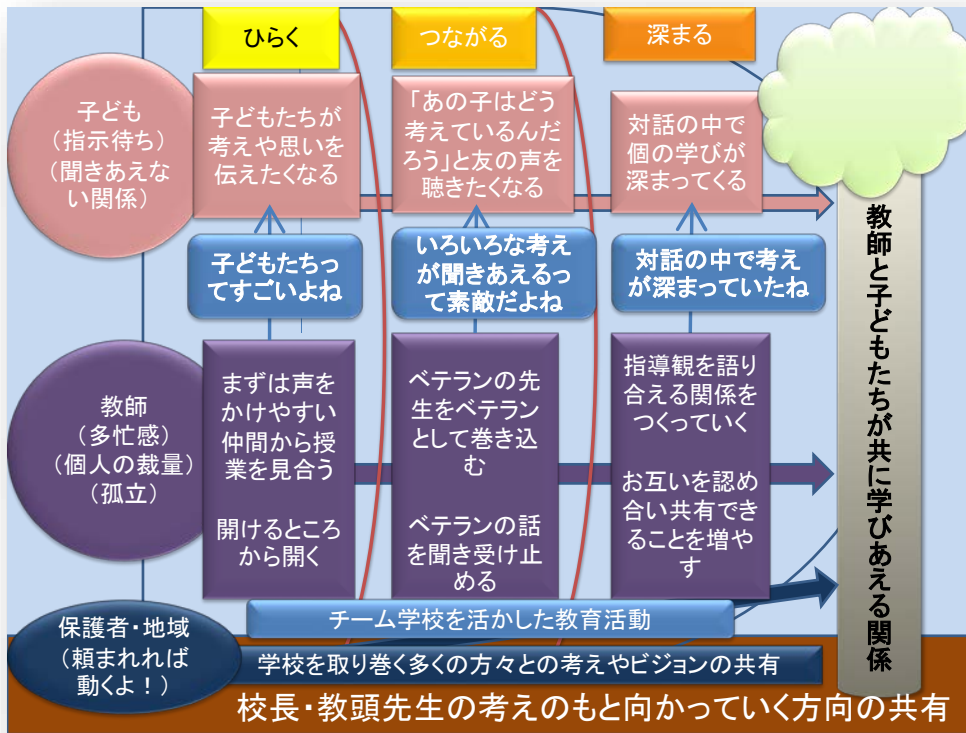 ひらく
つながる
深まる
子ども
（指示待ち）
（聞きあえな
い関係）
子どもたちが
考えや思いを
伝えたくなる
「あの子はどう
考えているんだ
ろう」と友の声を
聴きたくなる
対話の中で
個の学びが
深まってくる
子どもたちっ
てすごいよね
いろいろな考え
が聞きあえるっ
て素敵だよね
対話の中で考え
が深まっていたね
教師
（多忙感）
（個人の裁量）
（孤立）
まずは声を
かけやすい
仲間から授
業を見合う
開けるところ
から開く
ベテランの先
生をベテラン
として巻き込
む
ベテランの話
を聞き受け止
める
指導観を語り
合える関係を
つくっていく
お互いを認め
合い共有でき
ることを増や
す
教師と子どもたちが共に学びあえる関係
チーム学校を活かした教育活動
保護者・地域
（頼まれれば
動くよ！）
学校を取り巻く多くの方々との考えやビジョンの共有
校長・教頭先生の考えのもと向かっていく方向の共有